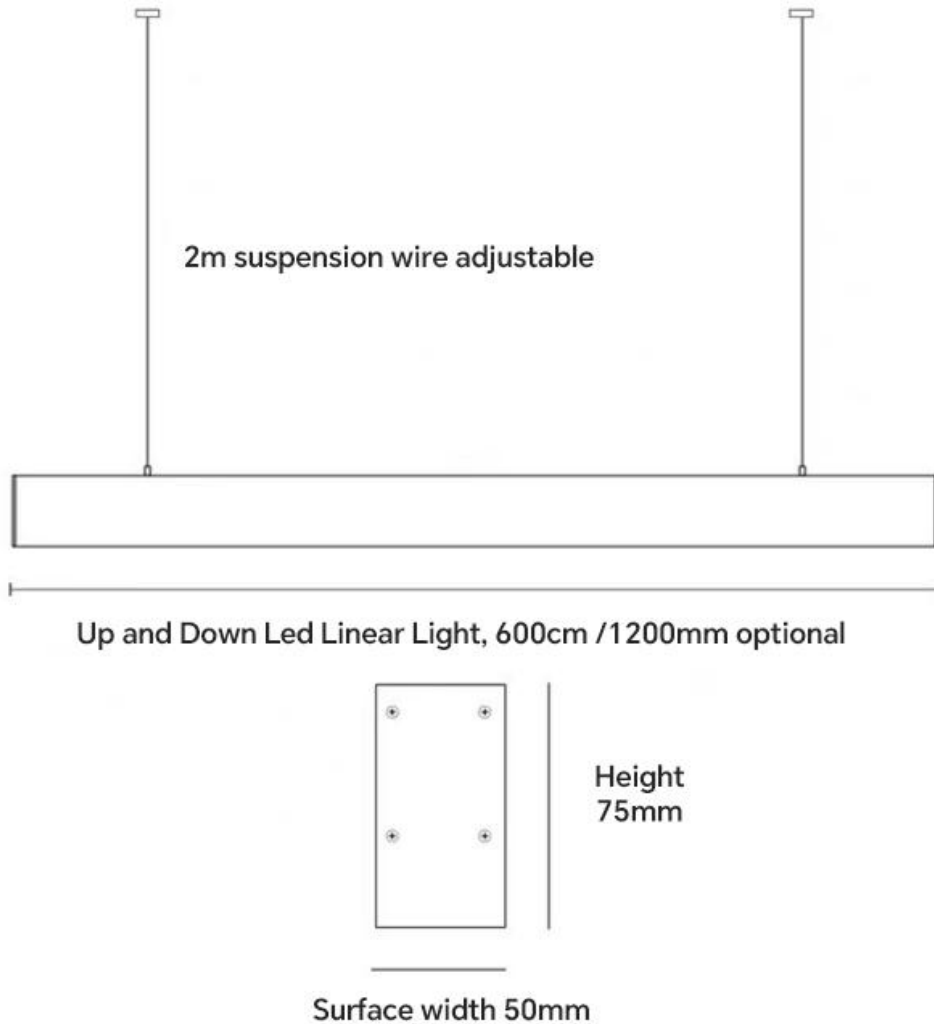 2m suspension wire adjustable
Up and Down Led Linear Light, 600cm /1200mm optional
Height
75mm
Surface width 50mm